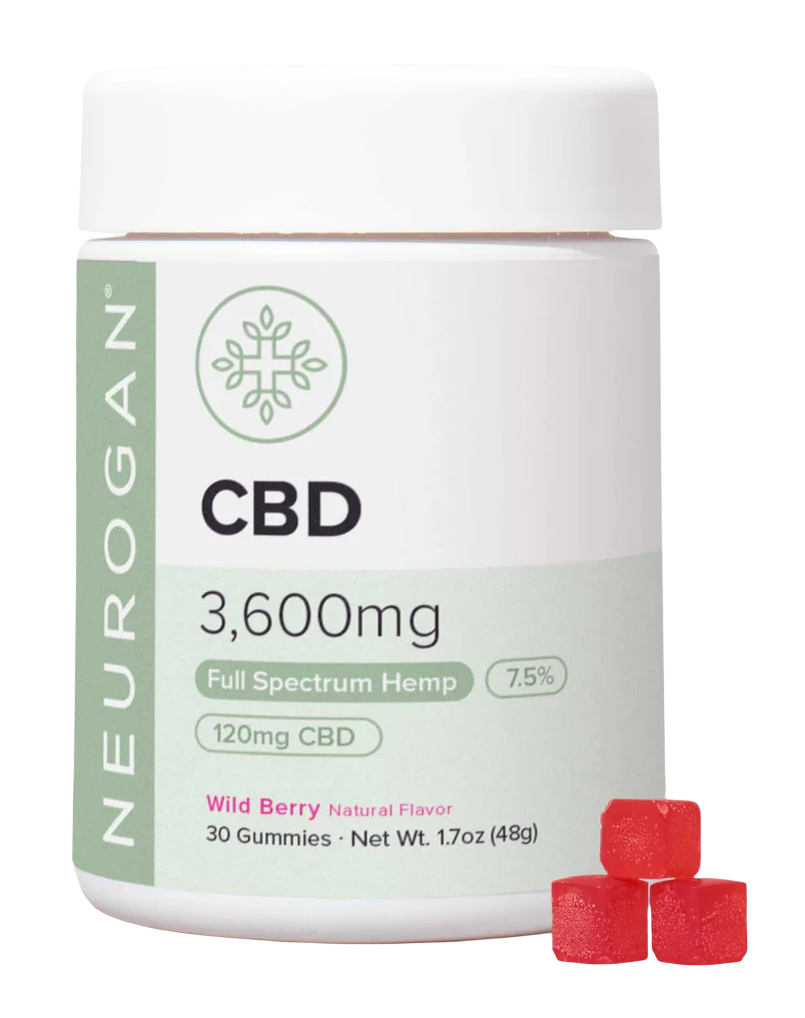 NEUROGAN®
CBD
3,600mg
Full Spectrum Hemp 7.5%
120mg CBD
Wild Berry Natural Flavor
30 Gummies · Net Wt. 1.7oz (48g)